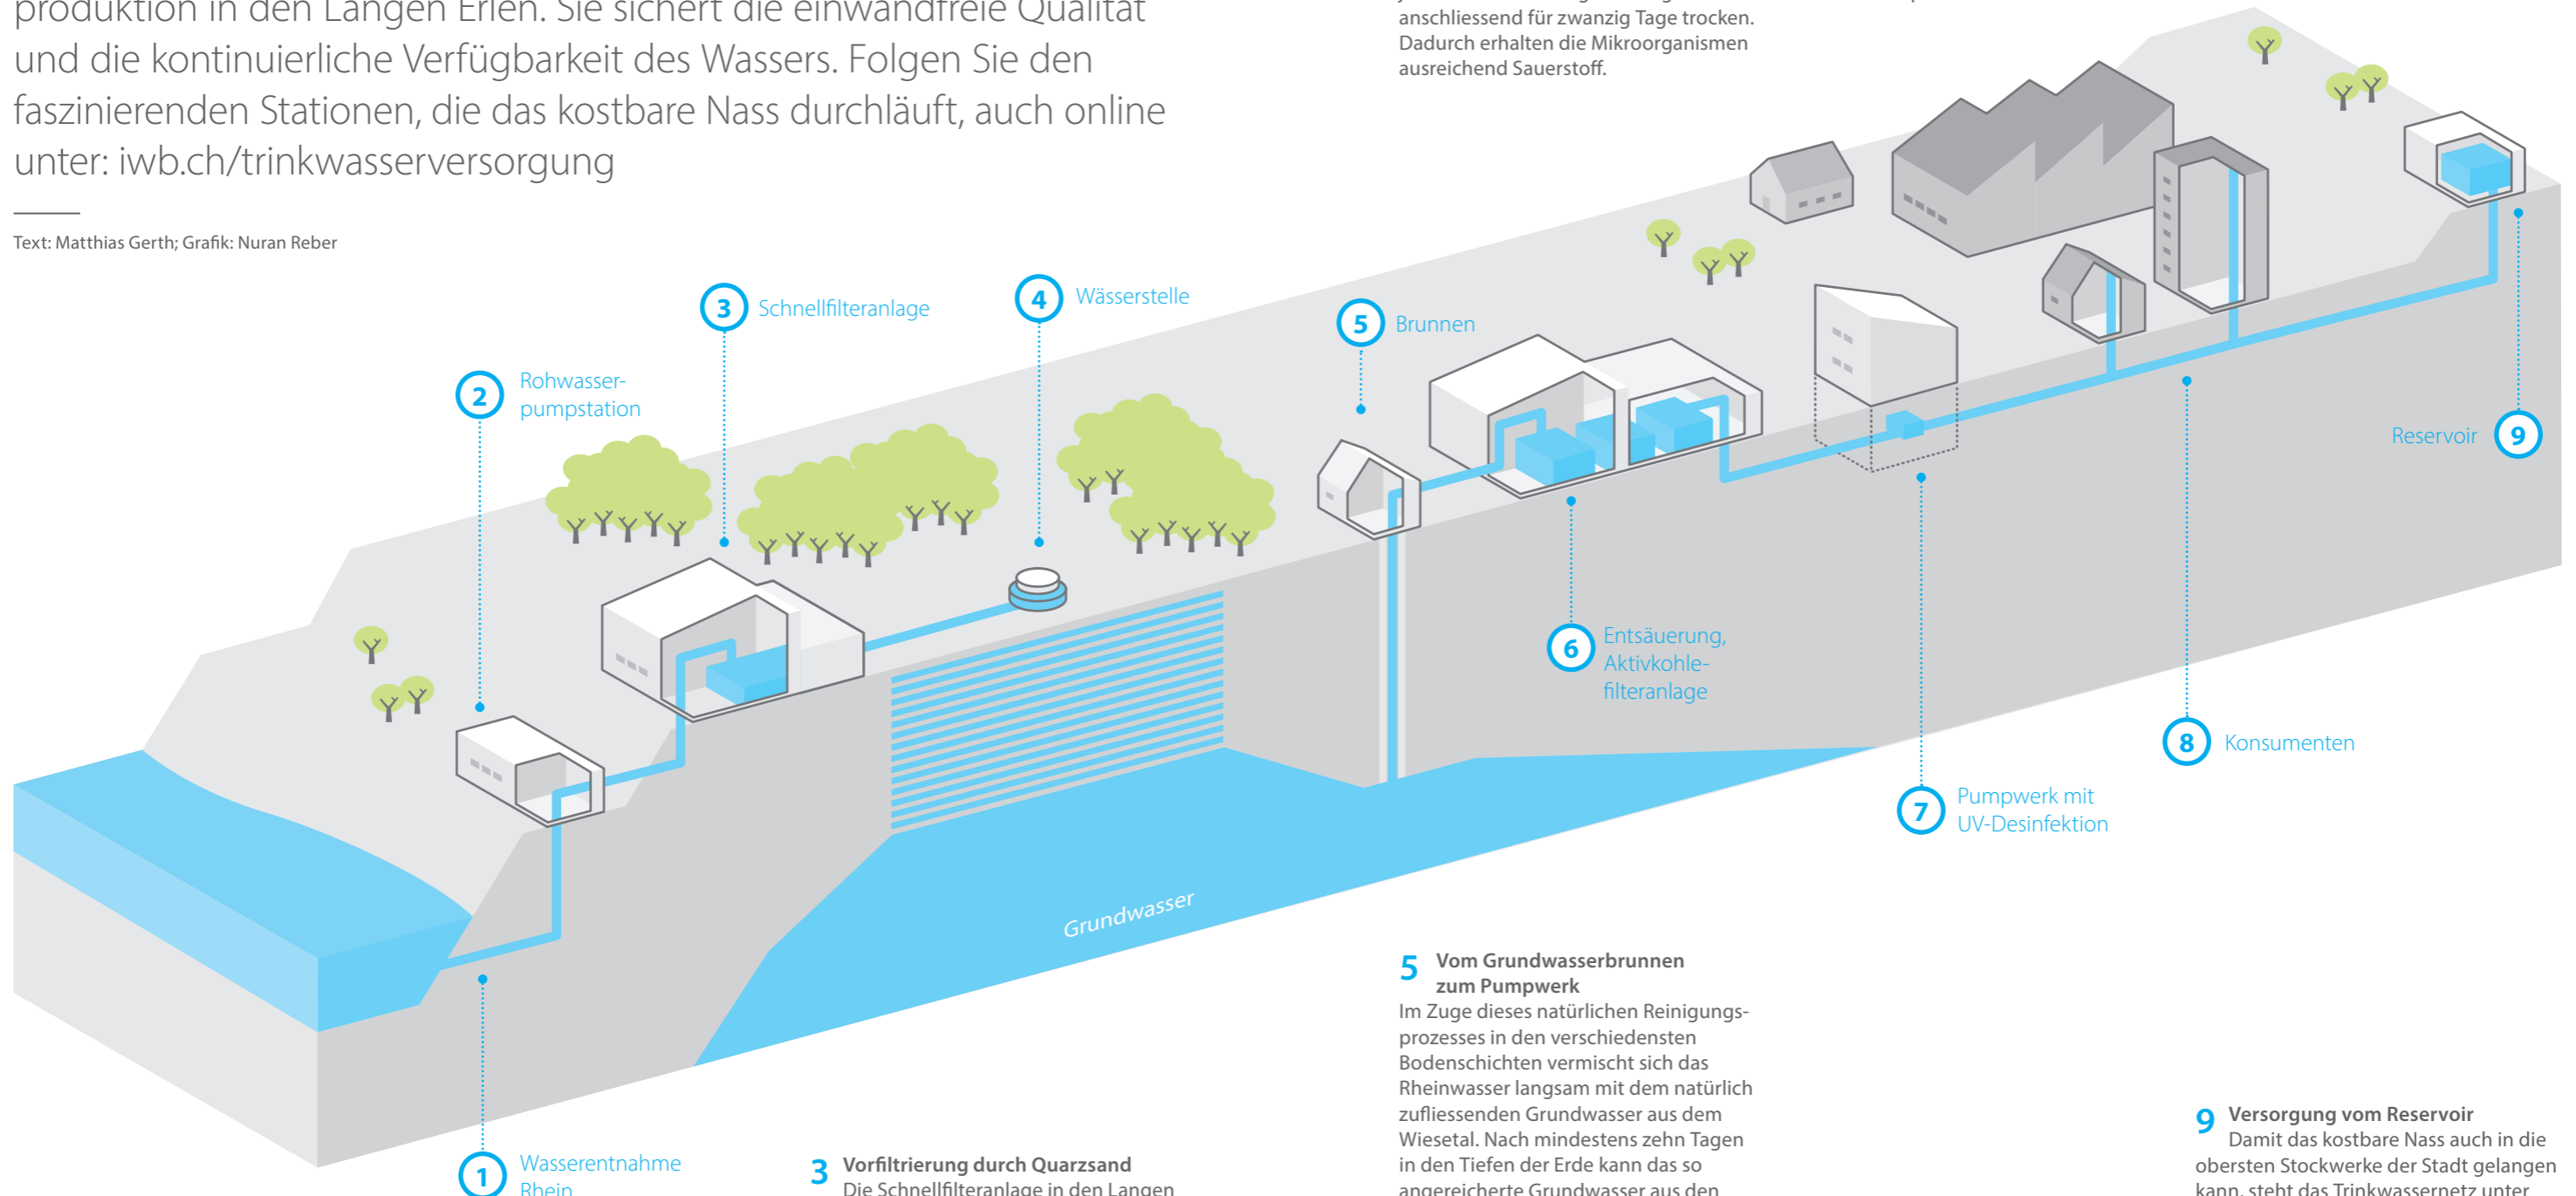 produktion in den Langen Erlen. Sie sichert die einwandfreie Qualität
und die kontinuierliche Verfügbarkeit des Wassers. Folgen Sie den
faszinierenden Stationen, die das kostbare Nass durchläuft, auch online
unter: iwb.ch/trinkwasserversorgung
Text: Matthias Gerth; Grafik: Nuran Reber
anschliessend für zwanzig Tage trocken.
Dadurch erhalten die Mikroorganismen
ausreichend Sauerstoff.
2 Rohwasser-
pumpstation
3 Schnellfilteranlage
4 Wässerstelle
5 Brunnen
6 Entsäuerung,
Aktivkohle-
filteranlage
7 Pumpwerk mit
UV-Desinfektion
8 Konsumenten
Reservoir 9
Grundwasser
1 Wasserentnahme
Rhein
3 Vorfiltrierung durch Quarzsand
Die Schnellfilteranlage in den Langen
5 Vom Grundwasserbrunnen
zum Pumpwerk
Im Zuge dieses natürlichen Reinigungs-
prozesses in den verschiedensten
Bodenschichten vermischt sich das
Rheinwasser langsam mit dem natürlich
zufliessenden Grundwasser aus dem
Wiesetal. Nach mindestens zehn Tagen
in den Tiefen der Erde kann das so
angereicherte Grundwasser aus den
9 Versorgung vom Reservoir
Damit das kostbare Nass auch in die
obersten Stockwerke der Stadt gelangen
kann, steht das Trinkwassernetz unter